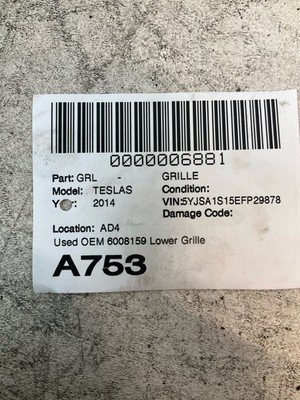 0000006881
Part: GRL - GRILLE
Model: TESLAS Condition:
Year: 2014 VIN:5YJSA1S15EFP29878
Damage Code:
Location: AD4
Used OEM 6008159 Lower Grille
A753